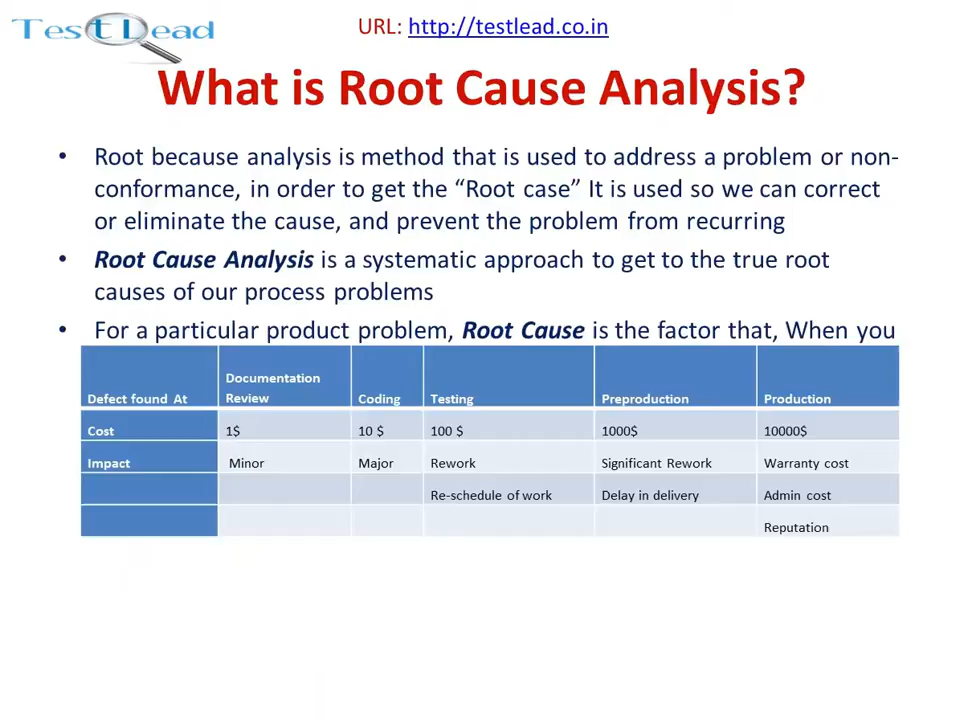 Test Lead
URL: http://testlead.co.in
What is Root Cause Analysis?
• Root because analysis is method that is used to address a problem or non-
conformance, in order to get the “Root case” It is used so we can correct
or eliminate the cause, and prevent the problem from recurring
• Root Cause Analysis is a systematic approach to get to the true root
causes of our process problems
• For a particular product problem, Root Cause is the factor that, When you
Defect found At Documentation Review Coding Testing Preproduction Production
Cost 1$ 10 $ 100 $ 1000$ 10000$
Impact Minor Major Rework Significant Rework Warranty cost
Re-schedule of work Delay in delivery Admin cost
Reputation